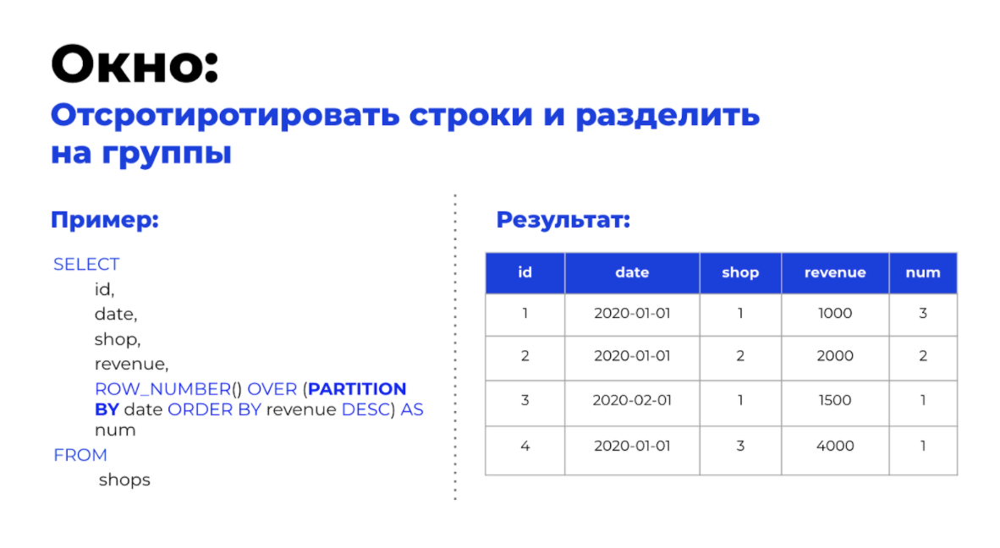 Окно:
Отсротиротировать строки и разделить
на группы
Пример:
SELECT
id,
date,
shop,
revenue,
ROW_NUMBER() OVER (PARTITION
BY date ORDER BY revenue DESC) AS
num
FROM
shops
Результат:
id date shop revenue num
1 2020-01-01 1 1000 3
2 2020-01-01 2 2000 2
3 2020-02-01 1 1500 1
4 2020-01-01 3 4000 1